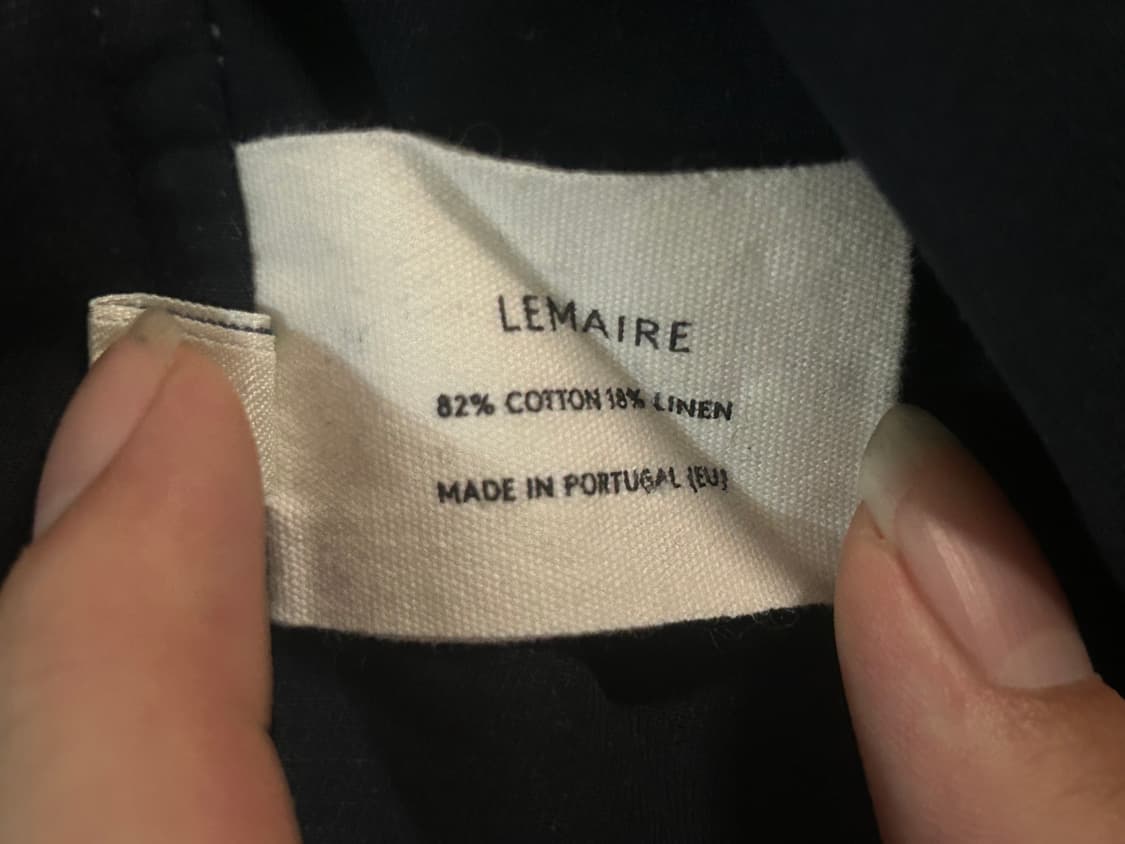 LEMAIRE
82% COTTON 18% LINEN
MADE IN PORTUGAL (EU)